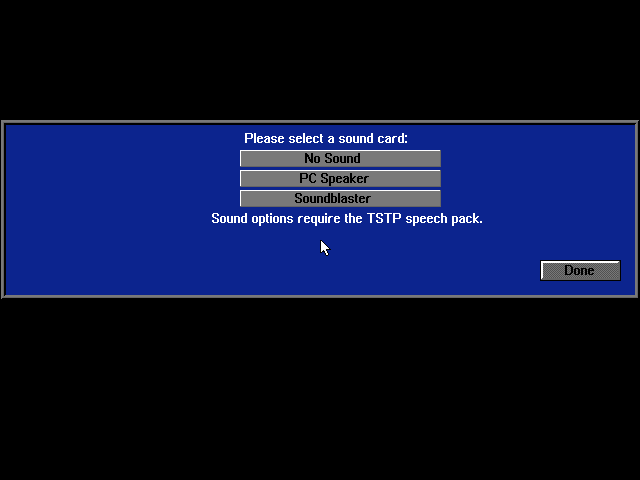 Please select a sound card:
No Sound
PC Speaker
Soundblaster
Sound options require the TSTP speech pack.
Done